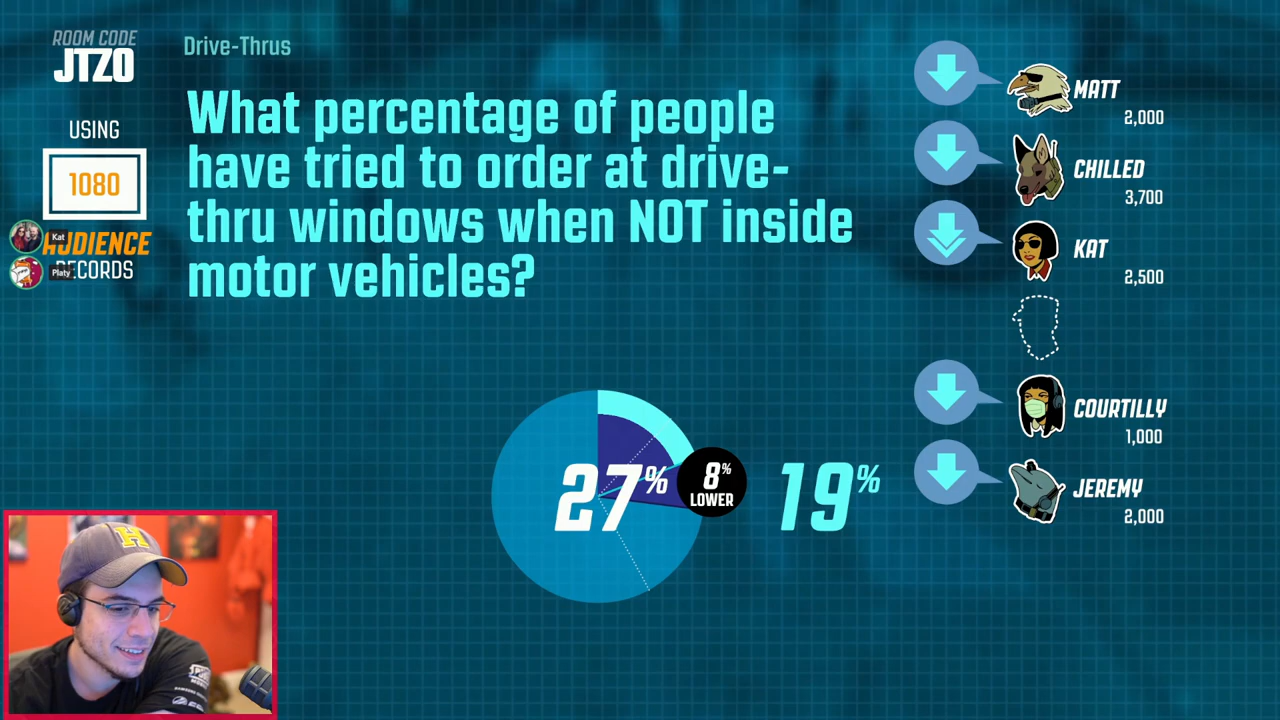 ROOM CODE
JTZO
USING
1080
AUDIENCE
RECORDS
Kat
Platy
Drive-Thrus
What percentage of people
have tried to order at drive-
thru windows when NOT inside
motor vehicles?
27%
8%
LOWER
19%
MATT
2,000
CHILLED
3,700
KAT
2,500
COURTILLY
1,000
JEREMY
2,000
H